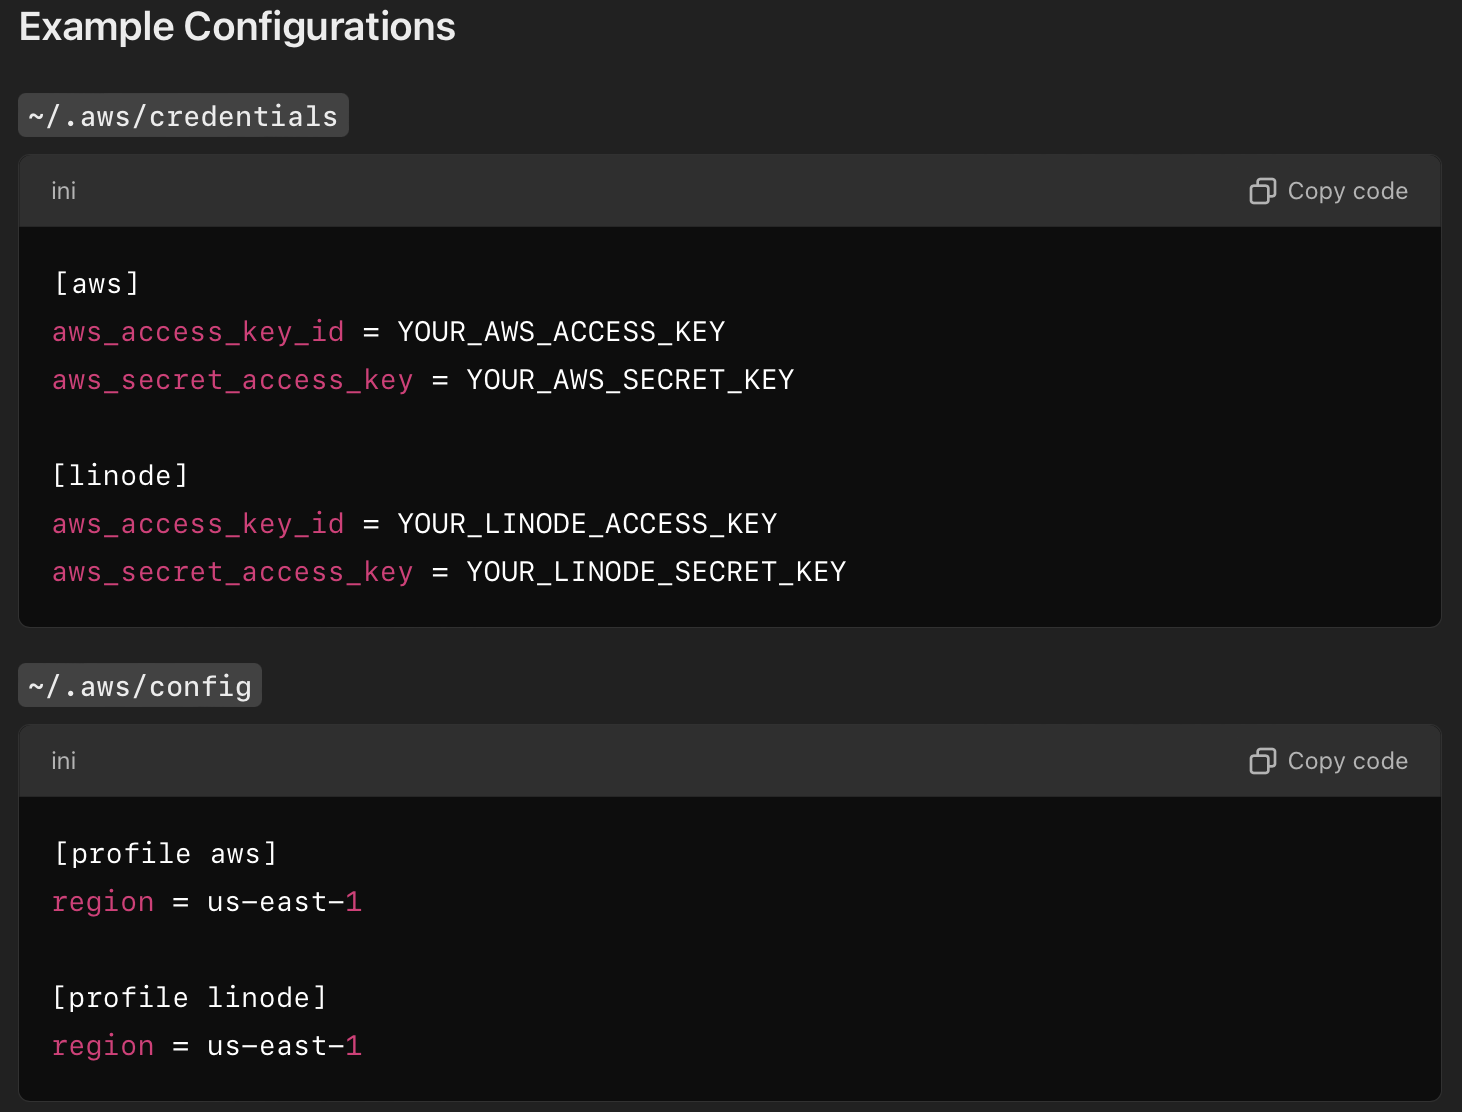 Example Configurations
~/.aws/credentials
ini
Copy code
[aws]
aws_access_key_id = YOUR_AWS_ACCESS_KEY
aws_secret_access_key = YOUR_AWS_SECRET_KEY
[linode]
aws_access_key_id = YOUR_LINODE_ACCESS_KEY
aws_secret_access_key = YOUR_LINODE_SECRET_KEY
~/.aws/config
ini
Copy code
[profile aws]
region = us-east-1
[profile linode]
region = us-east-1